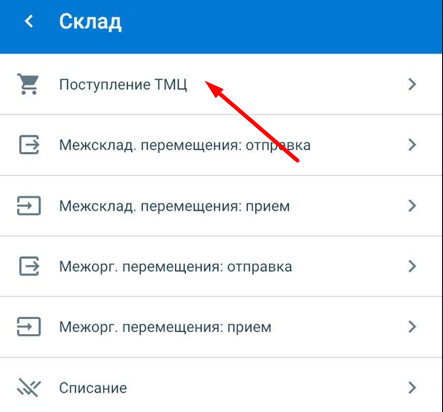 Склад
Поступление ТМЦ
Межсклад. перемещения: отправка
Межсклад. перемещения: прием
Межорг. перемещения: отправка
Межорг. перемещения: прием
Списание